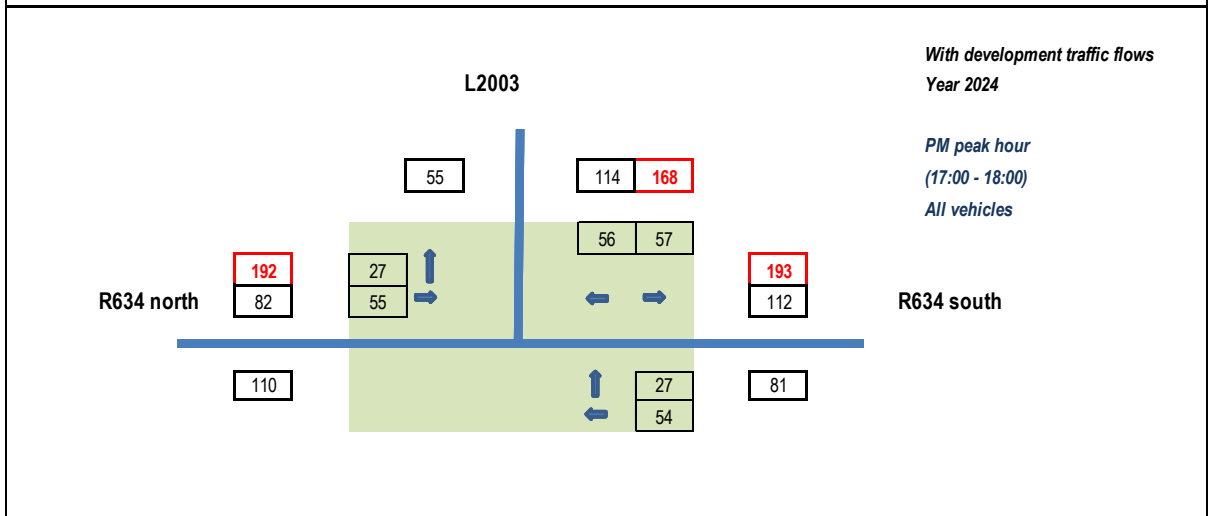 With development traffic flows
L2003
Year 2024
PM peak hour
55
114 168
(17:00 - 18:00)
All vehicles
56 57
192
27
193
R634 north
82
55
112
R634 south
110
27
81
54